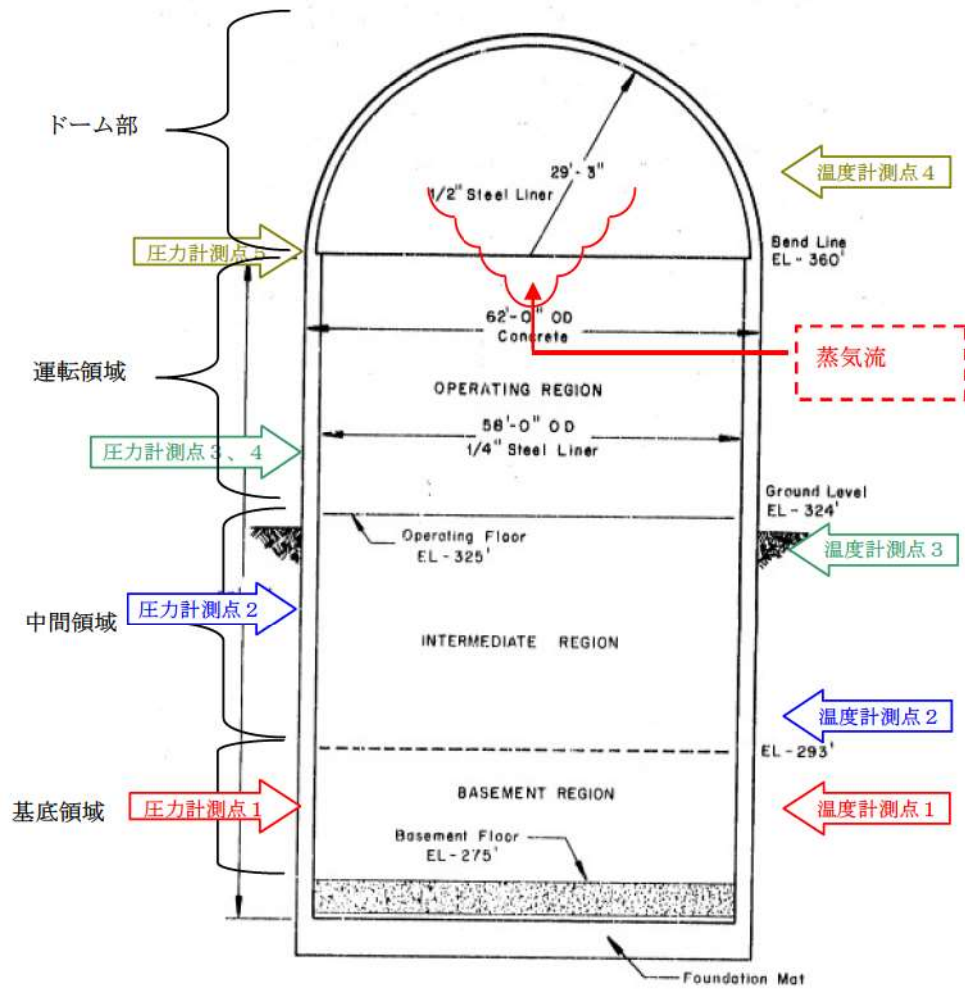 ドーム部
29'-3"
1/2" Steel Liner
温度計測点4
圧力計測点5
Bend Line
EL-360'
62'-0" OD
Concrete
蒸気流
運転領域
OPERATING REGION
58'-0" OD
1/4" Steel Liner
圧力計測点3、4
Ground Level
EL-324'
Operating Floor
EL-325'
温度計測点3
中間領域
圧力計測点2
INTERMEDIATE REGION
温度計測点2
EL-293'
基底領域
圧力計測点1
BASEMENT REGION
温度計測点1
Basement Floor
EL-275'
Foundation Mat